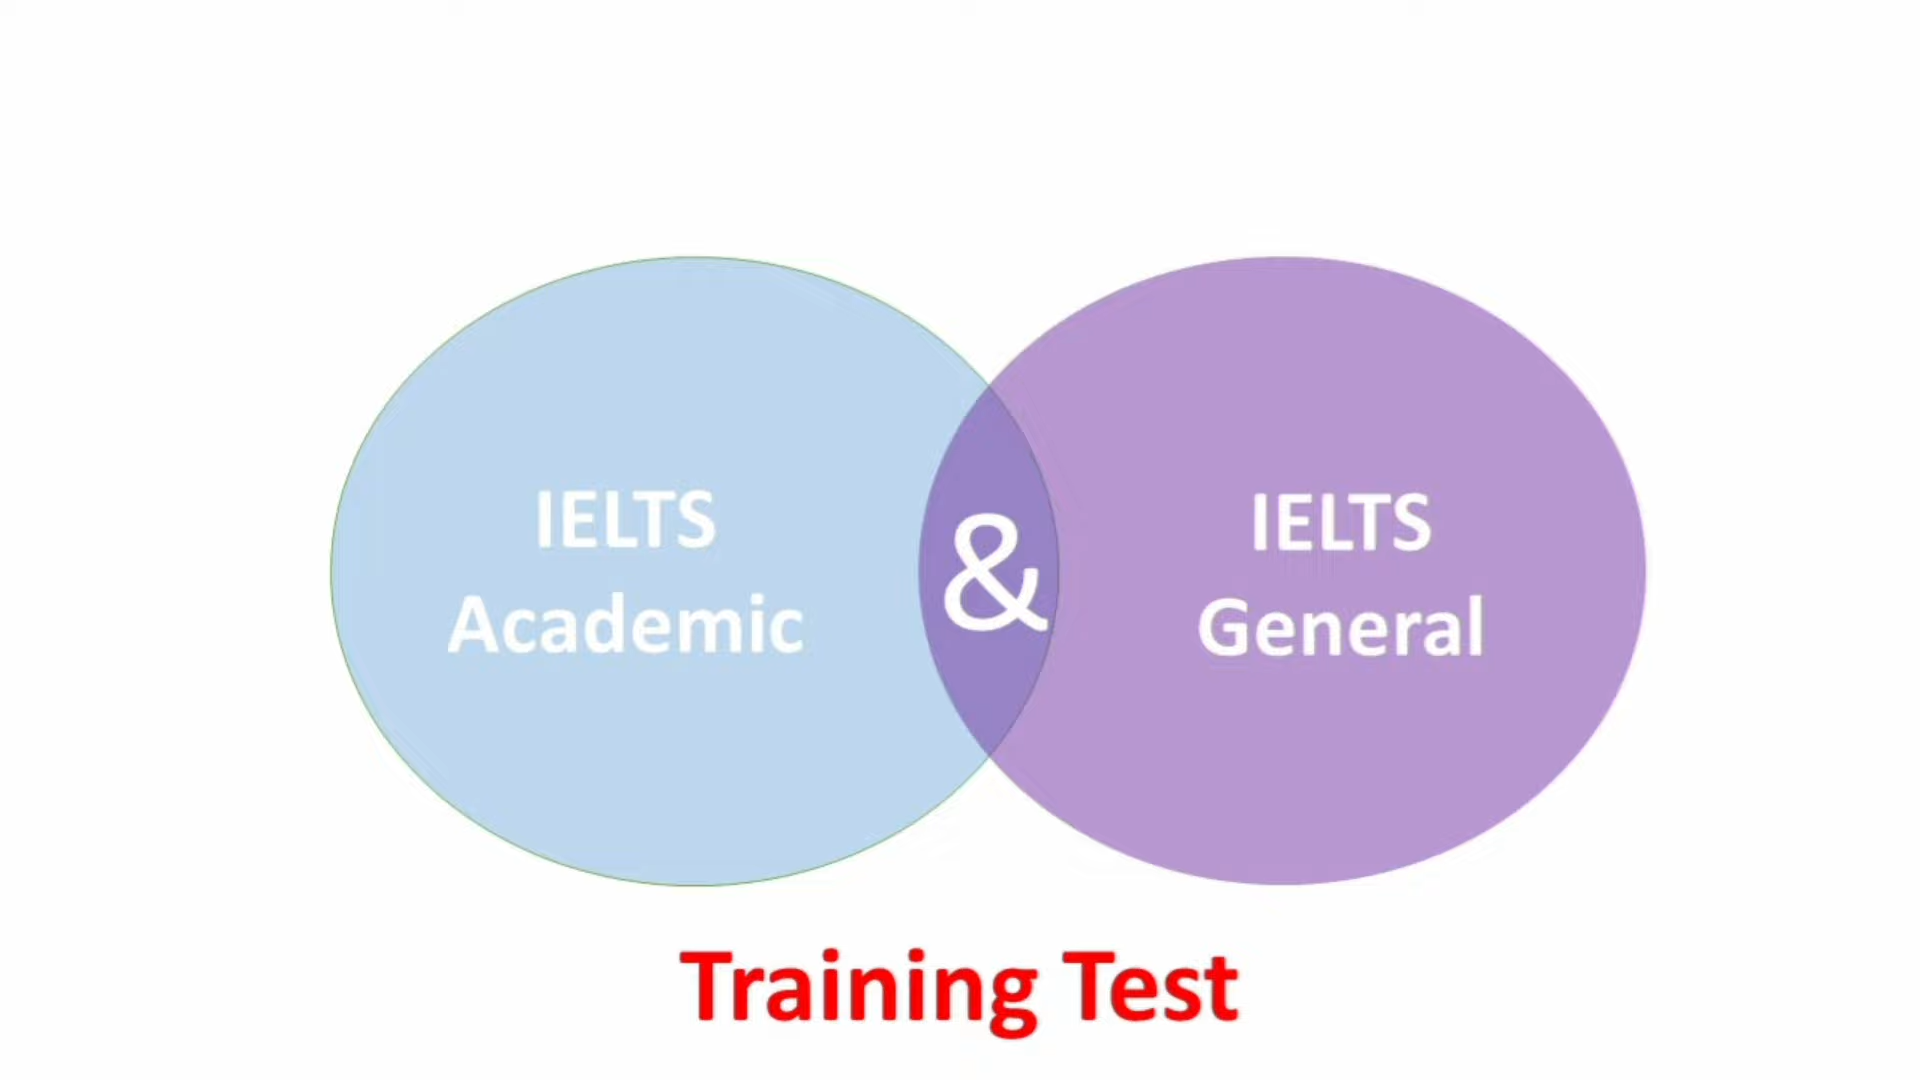 IELTS
Academic
&
IELTS
General
Training Test